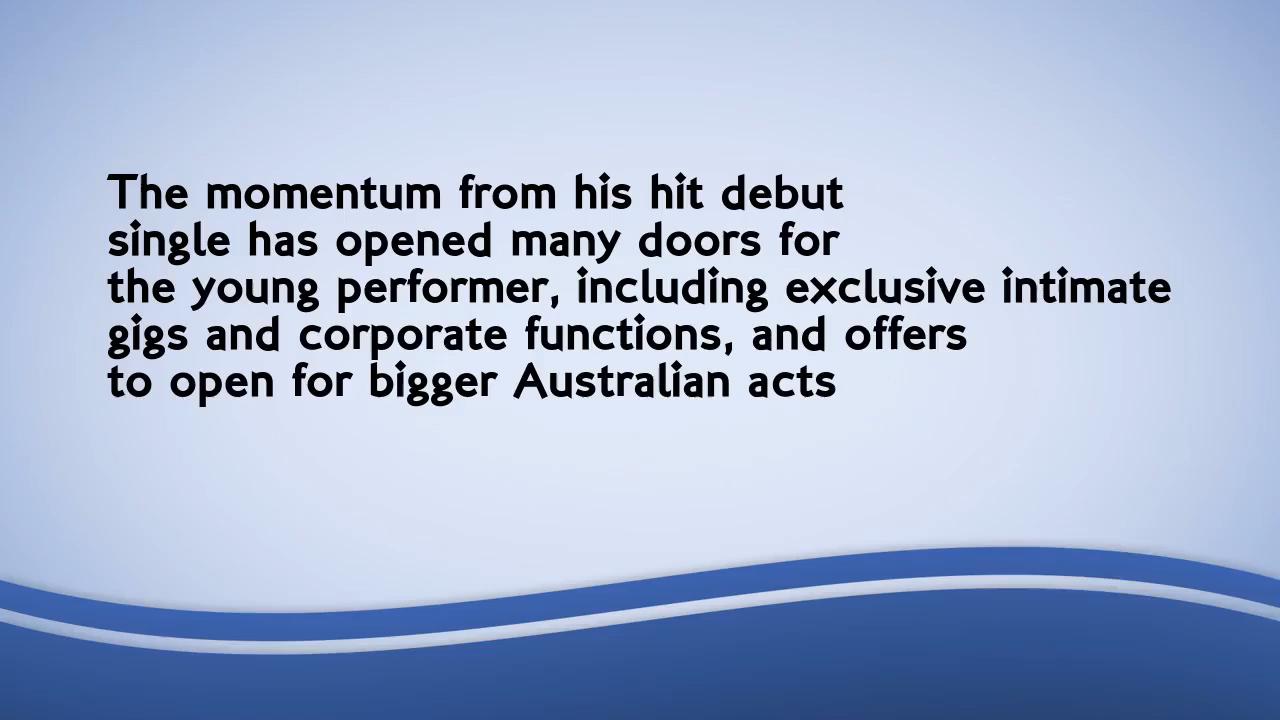 The momentum from his hit debut
single has opened many doors for
the young performer, including exclusive intimate
gigs and corporate functions, and offers
to open for bigger Australian acts